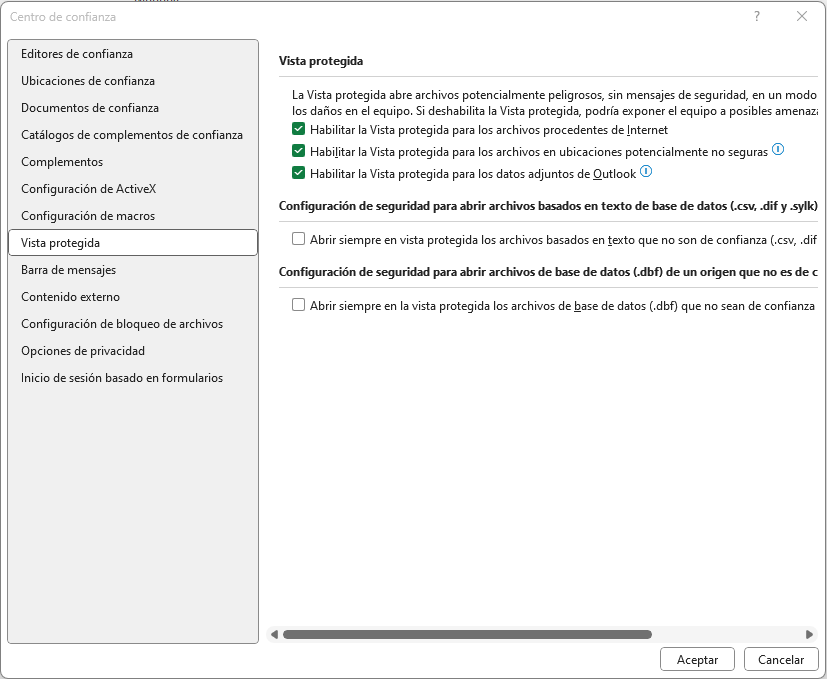 Centro de confianza
?
Editores de confianza
Ubicaciones de confianza
Documentos de confianza
Catálogos de complementos de confianza
Complementos
Configuración de ActiveX
Configuración de macros
Vista protegida
Barra de mensajes
Contenido externo
Configuración de bloqueo de archivos
Opciones de privacidad
Inicio de sesión basado en formularios
Vista protegida
La Vista protegida abre archivos potencialmente peligrosos, sin mensajes de seguridad, en un modo
los daños en el equipo. Si deshabilita la Vista protegida, podría exponer el equipo a posibles amenaz
Habilitar la Vista protegida para los archivos procedentes de Internet
Habilitar la Vista protegida para los archivos en ubicaciones potencialmente no seguras
Habilitar la Vista protegida para los datos adjuntos de Outlook
Configuración de seguridad para abrir archivos basados en texto de base de datos (.csv, .dif y .sylk)
Abrir siempre en vista protegida los archivos basados en texto que no son de confianza (.csv, .dif
Configuración de seguridad para abrir archivos de base de datos (.dbf) de un origen que no es de c
Abrir siempre en la vista protegida los archivos de base de datos (.dbf) que no sean de confianza
Aceptar
Cancelar